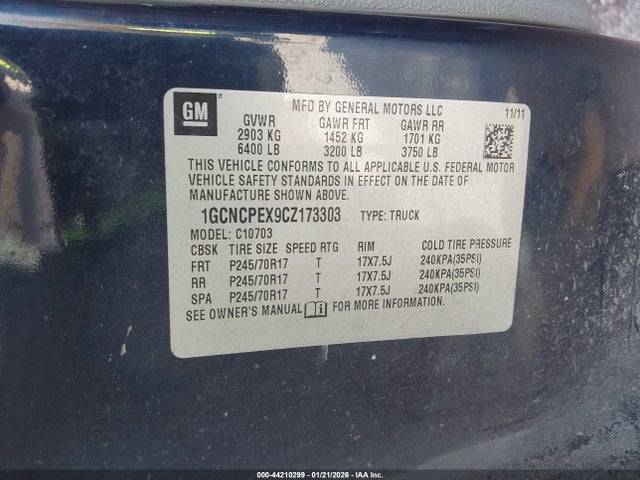 GM
MFD BY GENERAL MOTORS LLC
11/11
GVWR GAWR FRT GAWR RR
2903 KG 1452 KG 1701 KG
6400 LB 3200 LB 3750 LB
THIS VEHICLE CONFORMS TO ALL APPLICABLE U.S. FEDERAL MOTOR
VEHICLE SAFETY STANDARDS IN EFFECT ON THE DATE OF
MANUFACTURE SHOWN ABOVE.
1GCNCPEX9CZ173303 TYPE: TRUCK
MODEL: C10703
CBSK TIRE SIZE SPEED RTG RIM COLD TIRE PRESSURE
FRT P245/70R17 T 17X7.5J 240KPA(35PSI)
RR P245/70R17 T 17X7.5J 240KPA(35PSI)
SPA P245/70R17 T 17X7.5J 240KPA(35PSI)
SEE OWNER'S MANUAL FOR MORE INFORMATION.
000-44210299 - 01/21/2026 - IAAI.COM